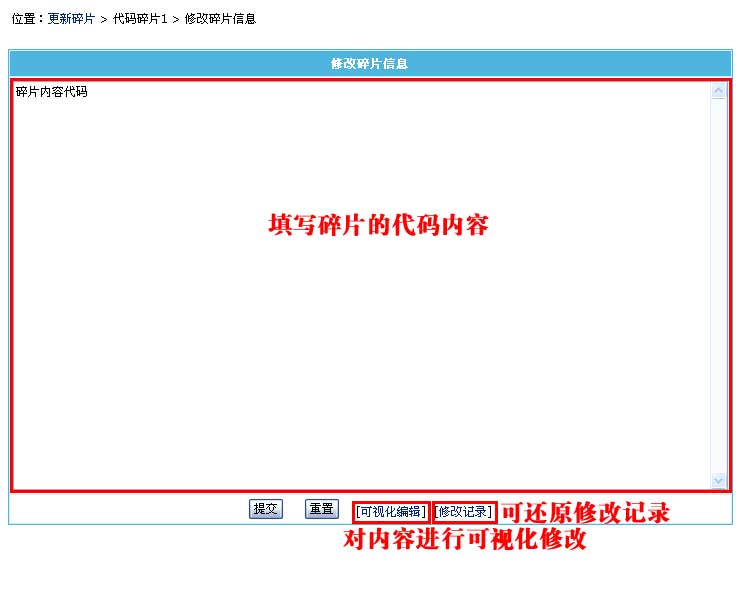 位置：更新碎片 > 代码碎片1 > 修改碎片信息
修改碎片信息
碎片内容代码
填写碎片的代码内容
提交 重置 [可视化编辑] [修改记录] 可还原修改记录
对内容进行可视化修改